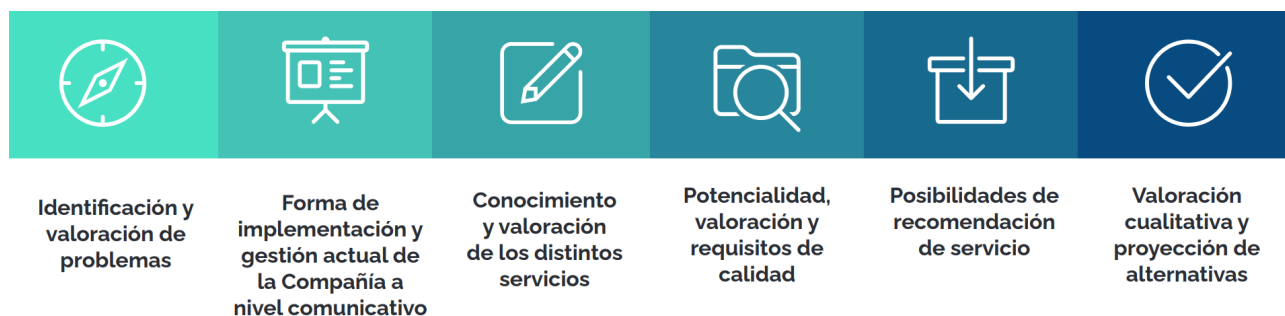 Identificación y
valoración de
problemas
Forma de
implementación y
gestión actual de
la Compañía a
nivel comunicativo
Conocimiento
y valoración
de los distintos
servicios
Potencialidad,
valoración y
requisitos de
calidad
Posibilidades de
recomendación
de servicio
Valoración
cualitativa y
proyección de
alternativas